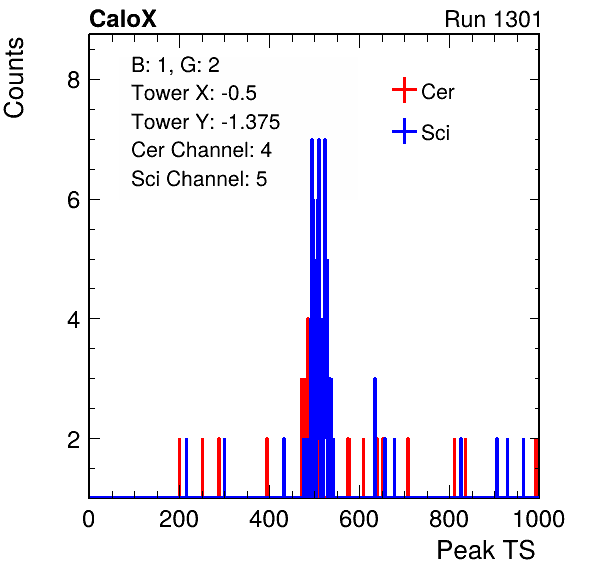 CaloX Run 1301
Counts
B: 1, G: 2
Tower X: -0.5
Tower Y: -1.375
Cer Channel: 4
Sci Channel: 5
Cer
Sci
8
6
4
2
0 200 400 600 800 1000
Peak TS